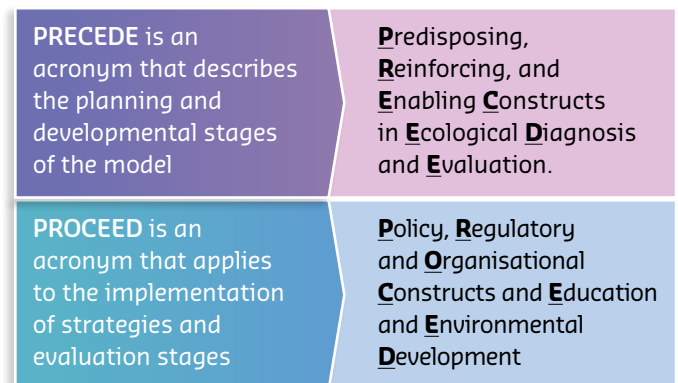 PRECEDE is an
acronym that describes
the planning and
developmental stages
of the model
Predisposing,
Reinforcing, and
Enabling Constructs
in Ecological Diagnosis
and Evaluation.
PROCEED is an
acronym that applies
to the implementation
of strategies and
evaluation stages
Policy, Regulatory
and Organisational
Constructs and Education
and Environmental
Development